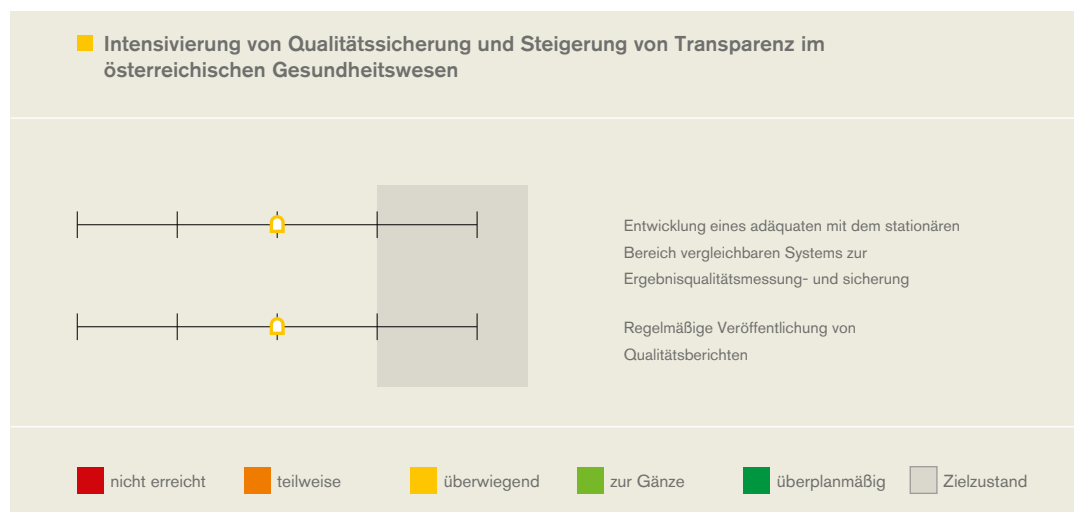 Intensivierung von Qualitätssicherung und Steigerung von Transparenz im
österreichischen Gesundheitswesen
Entwicklung eines adäquaten mit dem stationären
Bereich vergleichbaren Systems zur
Ergebnisqualitätsmessung- und sicherung
Regelmäßige Veröffentlichung von
Qualitätsberichten
nicht erreicht
teilweise
überwiegend
zur Gänze
überplanmäßig
Zielzustand